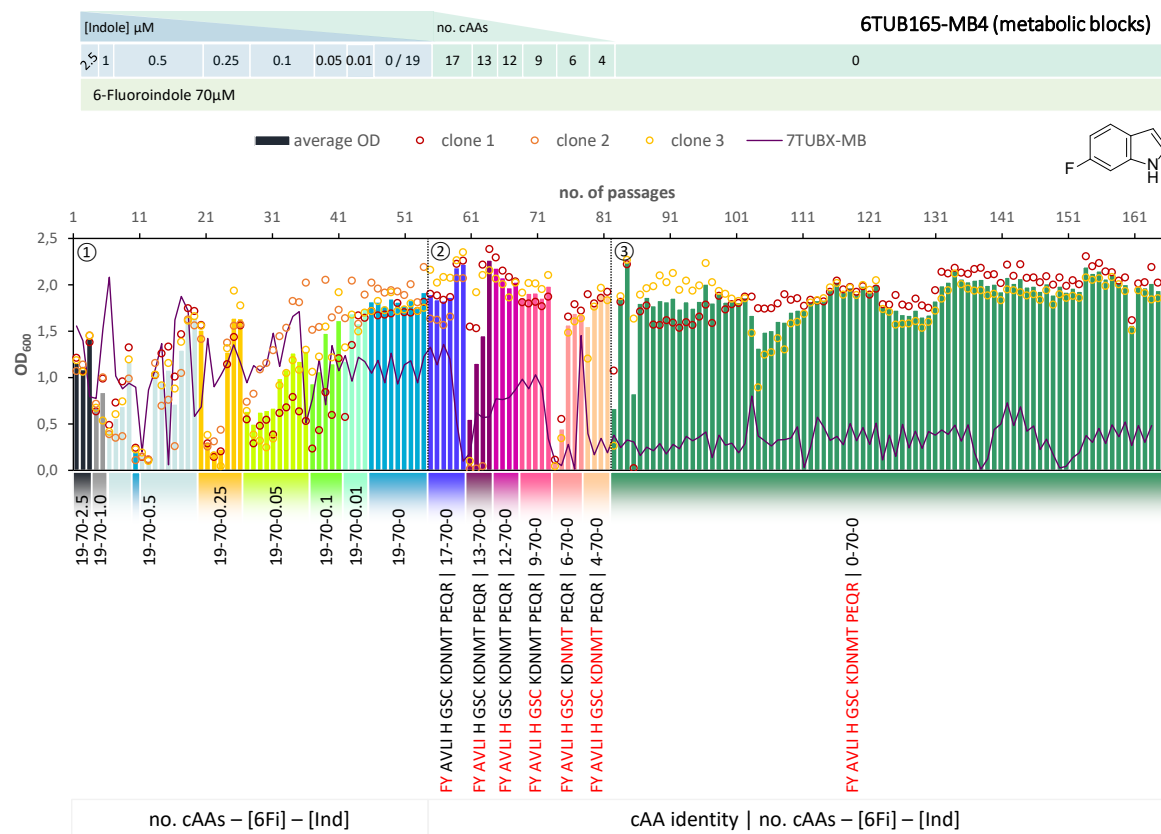 6TUB165-MB4 (metabolic blocks)
[Indole] µM
no. cAAs
2.5 1 0.5 0.25 0.1 0.05 0.01 0 / 19 17 13 12 9 6 4 0
6-Fluoroindole 70µM
average OD clone 1 clone 2 clone 3 7TUBX-MB
F
N
H
no. of passages
1 11 21 31 41 51 61 71 81 91 101 111 121 131 141 151 161
OD600
2,5
2,0
1,5
1,0
0,5
0,0
① ② ③
19-70-2.5
19-70-1.0
19-70-0.5
19-70-0.25
19-70-0.05
19-70-0.1
19-70-0.01
19-70-0
FY AVLI H GSC KDNMT PEQR | 17-70-0
FY AVLI H GSC KDNMT PEQR | 13-70-0
FY AVLI H GSC KDNMT PEQR | 12-70-0
FY AVLI H GSC KDNMT PEQR | 9-70-0
FY AVLI H GSC KDNMT PEQR | 6-70-0
FY AVLI H GSC KDNMT PEQR | 4-70-0
FY AVLI H GSC KDNMT PEQR | 0-70-0
no. cAAs – [6Fi] – [Ind]
cAA identity | no. cAAs – [6Fi] – [Ind]